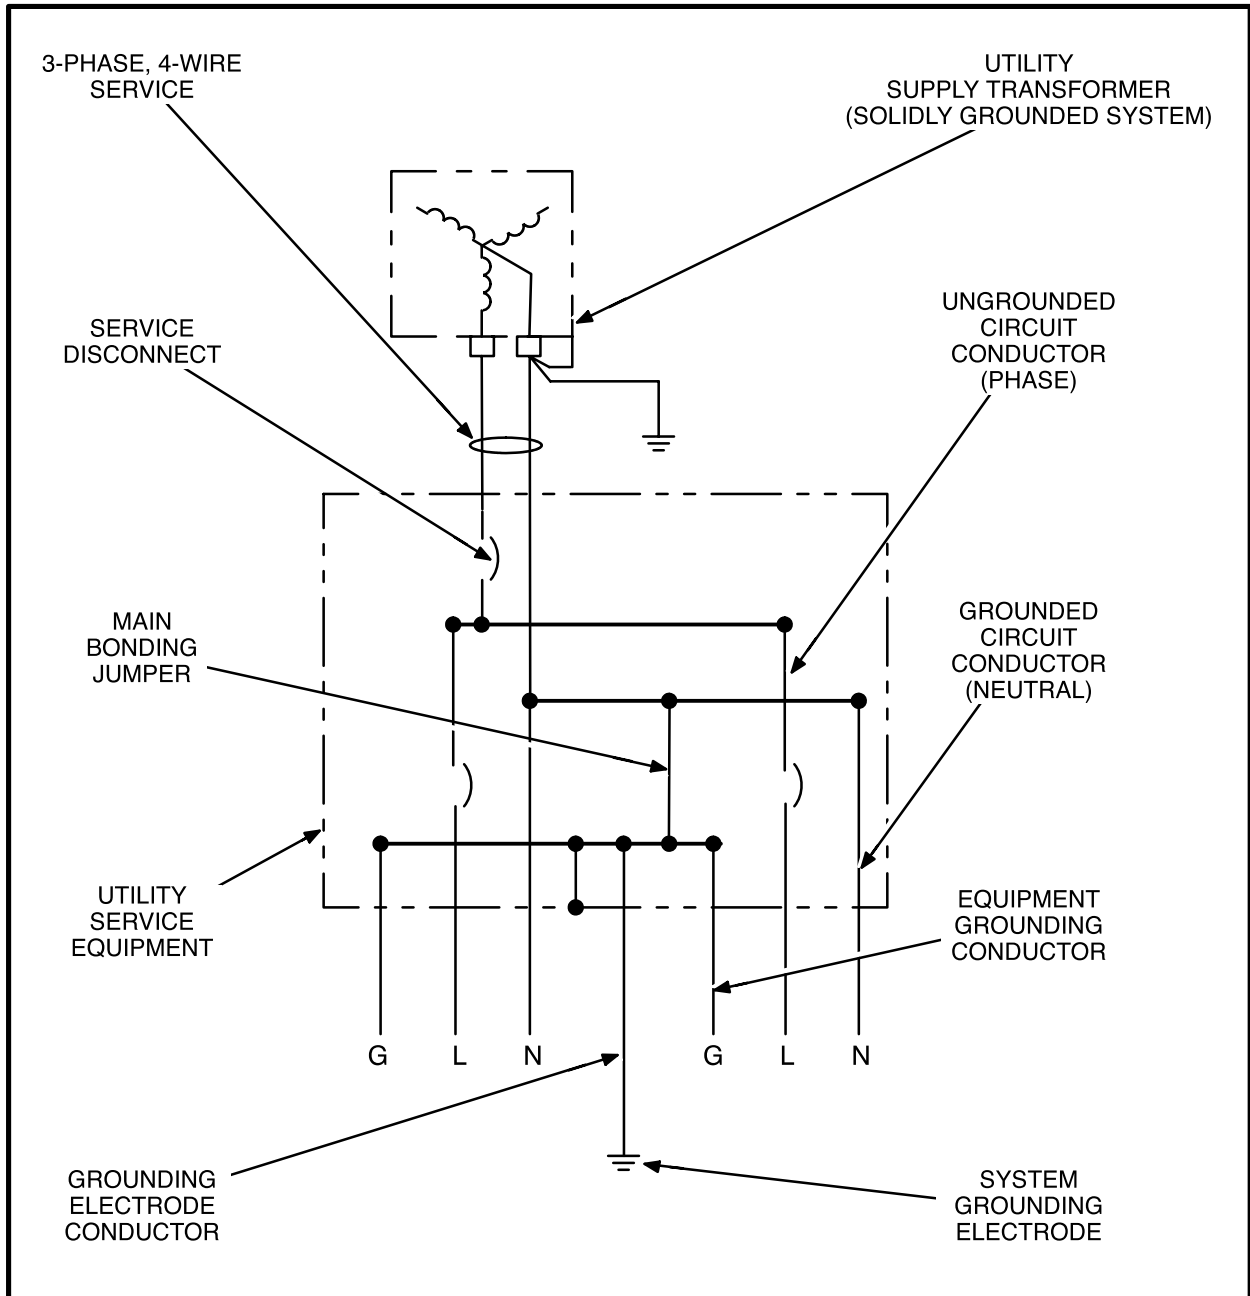 3-PHASE, 4-WIRE
SERVICE
UTILITY
SUPPLY TRANSFORMER
(SOLIDLY GROUNDED SYSTEM)
SERVICE
DISCONNECT
UNGROUNDED
CIRCUIT
CONDUCTOR
(PHASE)
MAIN
BONDING
JUMPER
GROUNDED
CIRCUIT
CONDUCTOR
(NEUTRAL)
UTILITY
SERVICE
EQUIPMENT
EQUIPMENT
GROUNDING
CONDUCTOR
G L N G L N
GROUNDING
ELECTRODE
CONDUCTOR
SYSTEM
GROUNDING
ELECTRODE